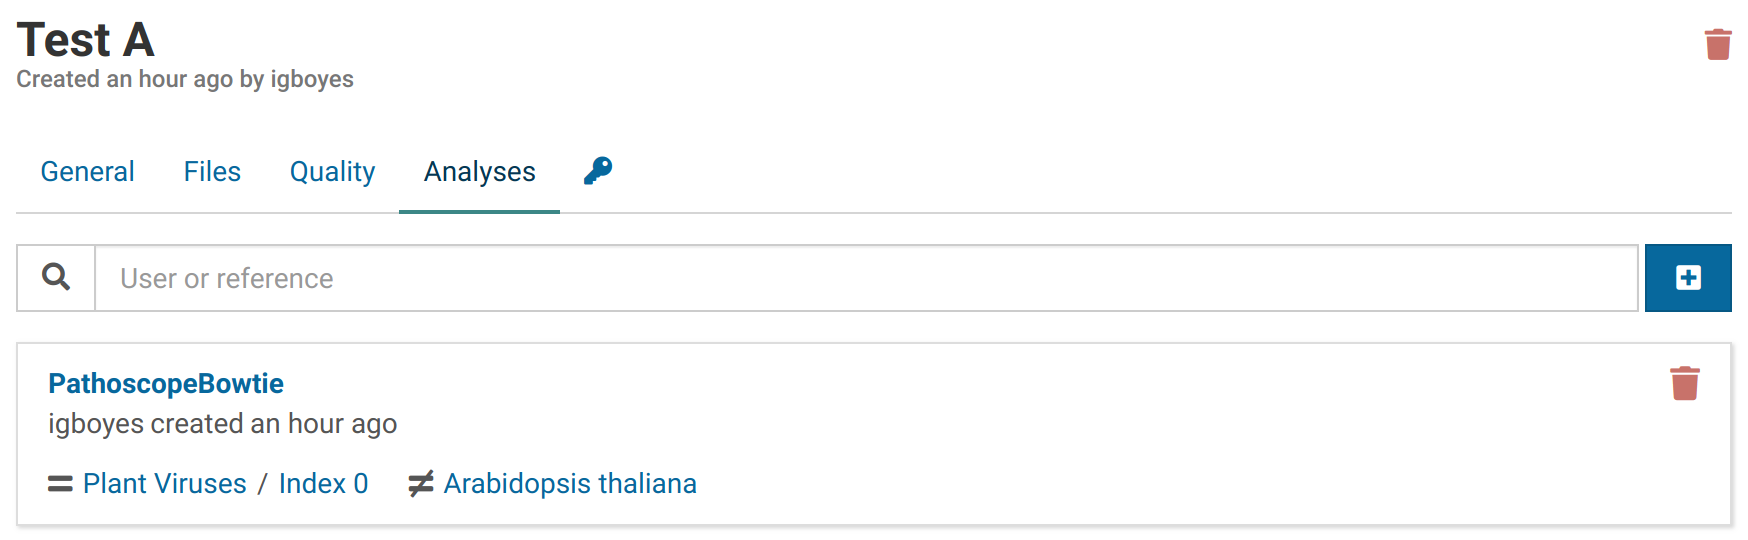 Test A
Created an hour ago by igboyes
General Files Quality Analyses
User or reference
PathoscopeBowtie
igboyes created an hour ago
= Plant Viruses / Index 0 ≠ Arabidopsis thaliana